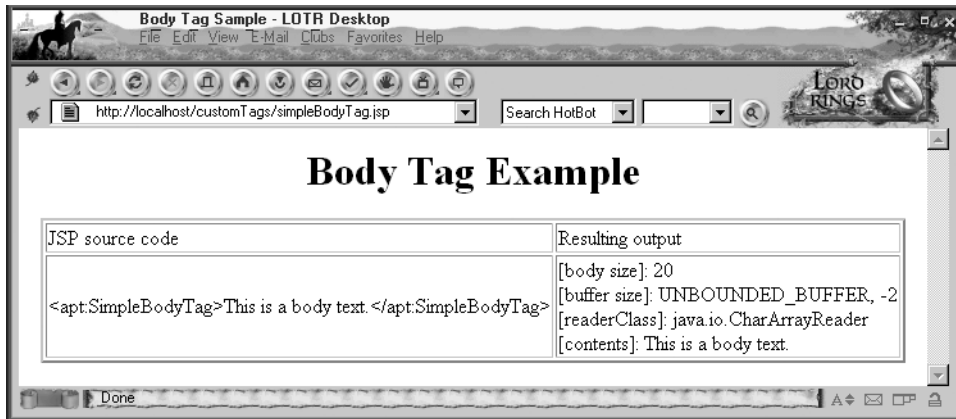 Body Tag Sample - LOTR Desktop
File Edit View E-Mail Clubs Favorites Help
LORD
RINGS
http://localhost/customTags/simpleBodyTag.jsp
Search HotBot
Body Tag Example
JSP source code
Resulting output
<apt:SimpleBodyTag>This is a body text.</apt:SimpleBodyTag>
[body size]: 20
[buffer size]: UNBOUNDED_BUFFER, -2
[readerClass]: java.io.CharArrayReader
[contents]: This is a body text.
Done
A